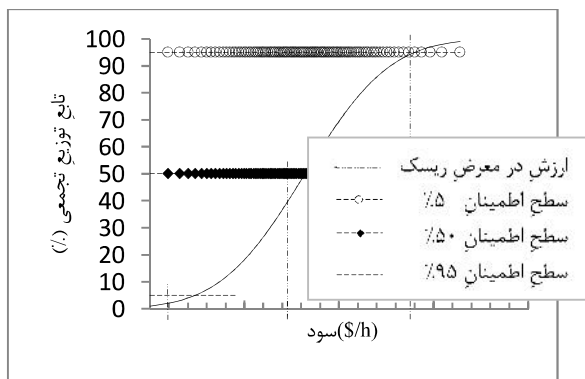 100
90
80
70
60
50
40
30
20
10
0
تابع توزیع تجمعی (٪)
ارزش در معرض ریسک
سطح اطمینان ۵٪
سطح اطمینان ۵۰٪
سطح اطمینان ۹۵٪
سود($/h)